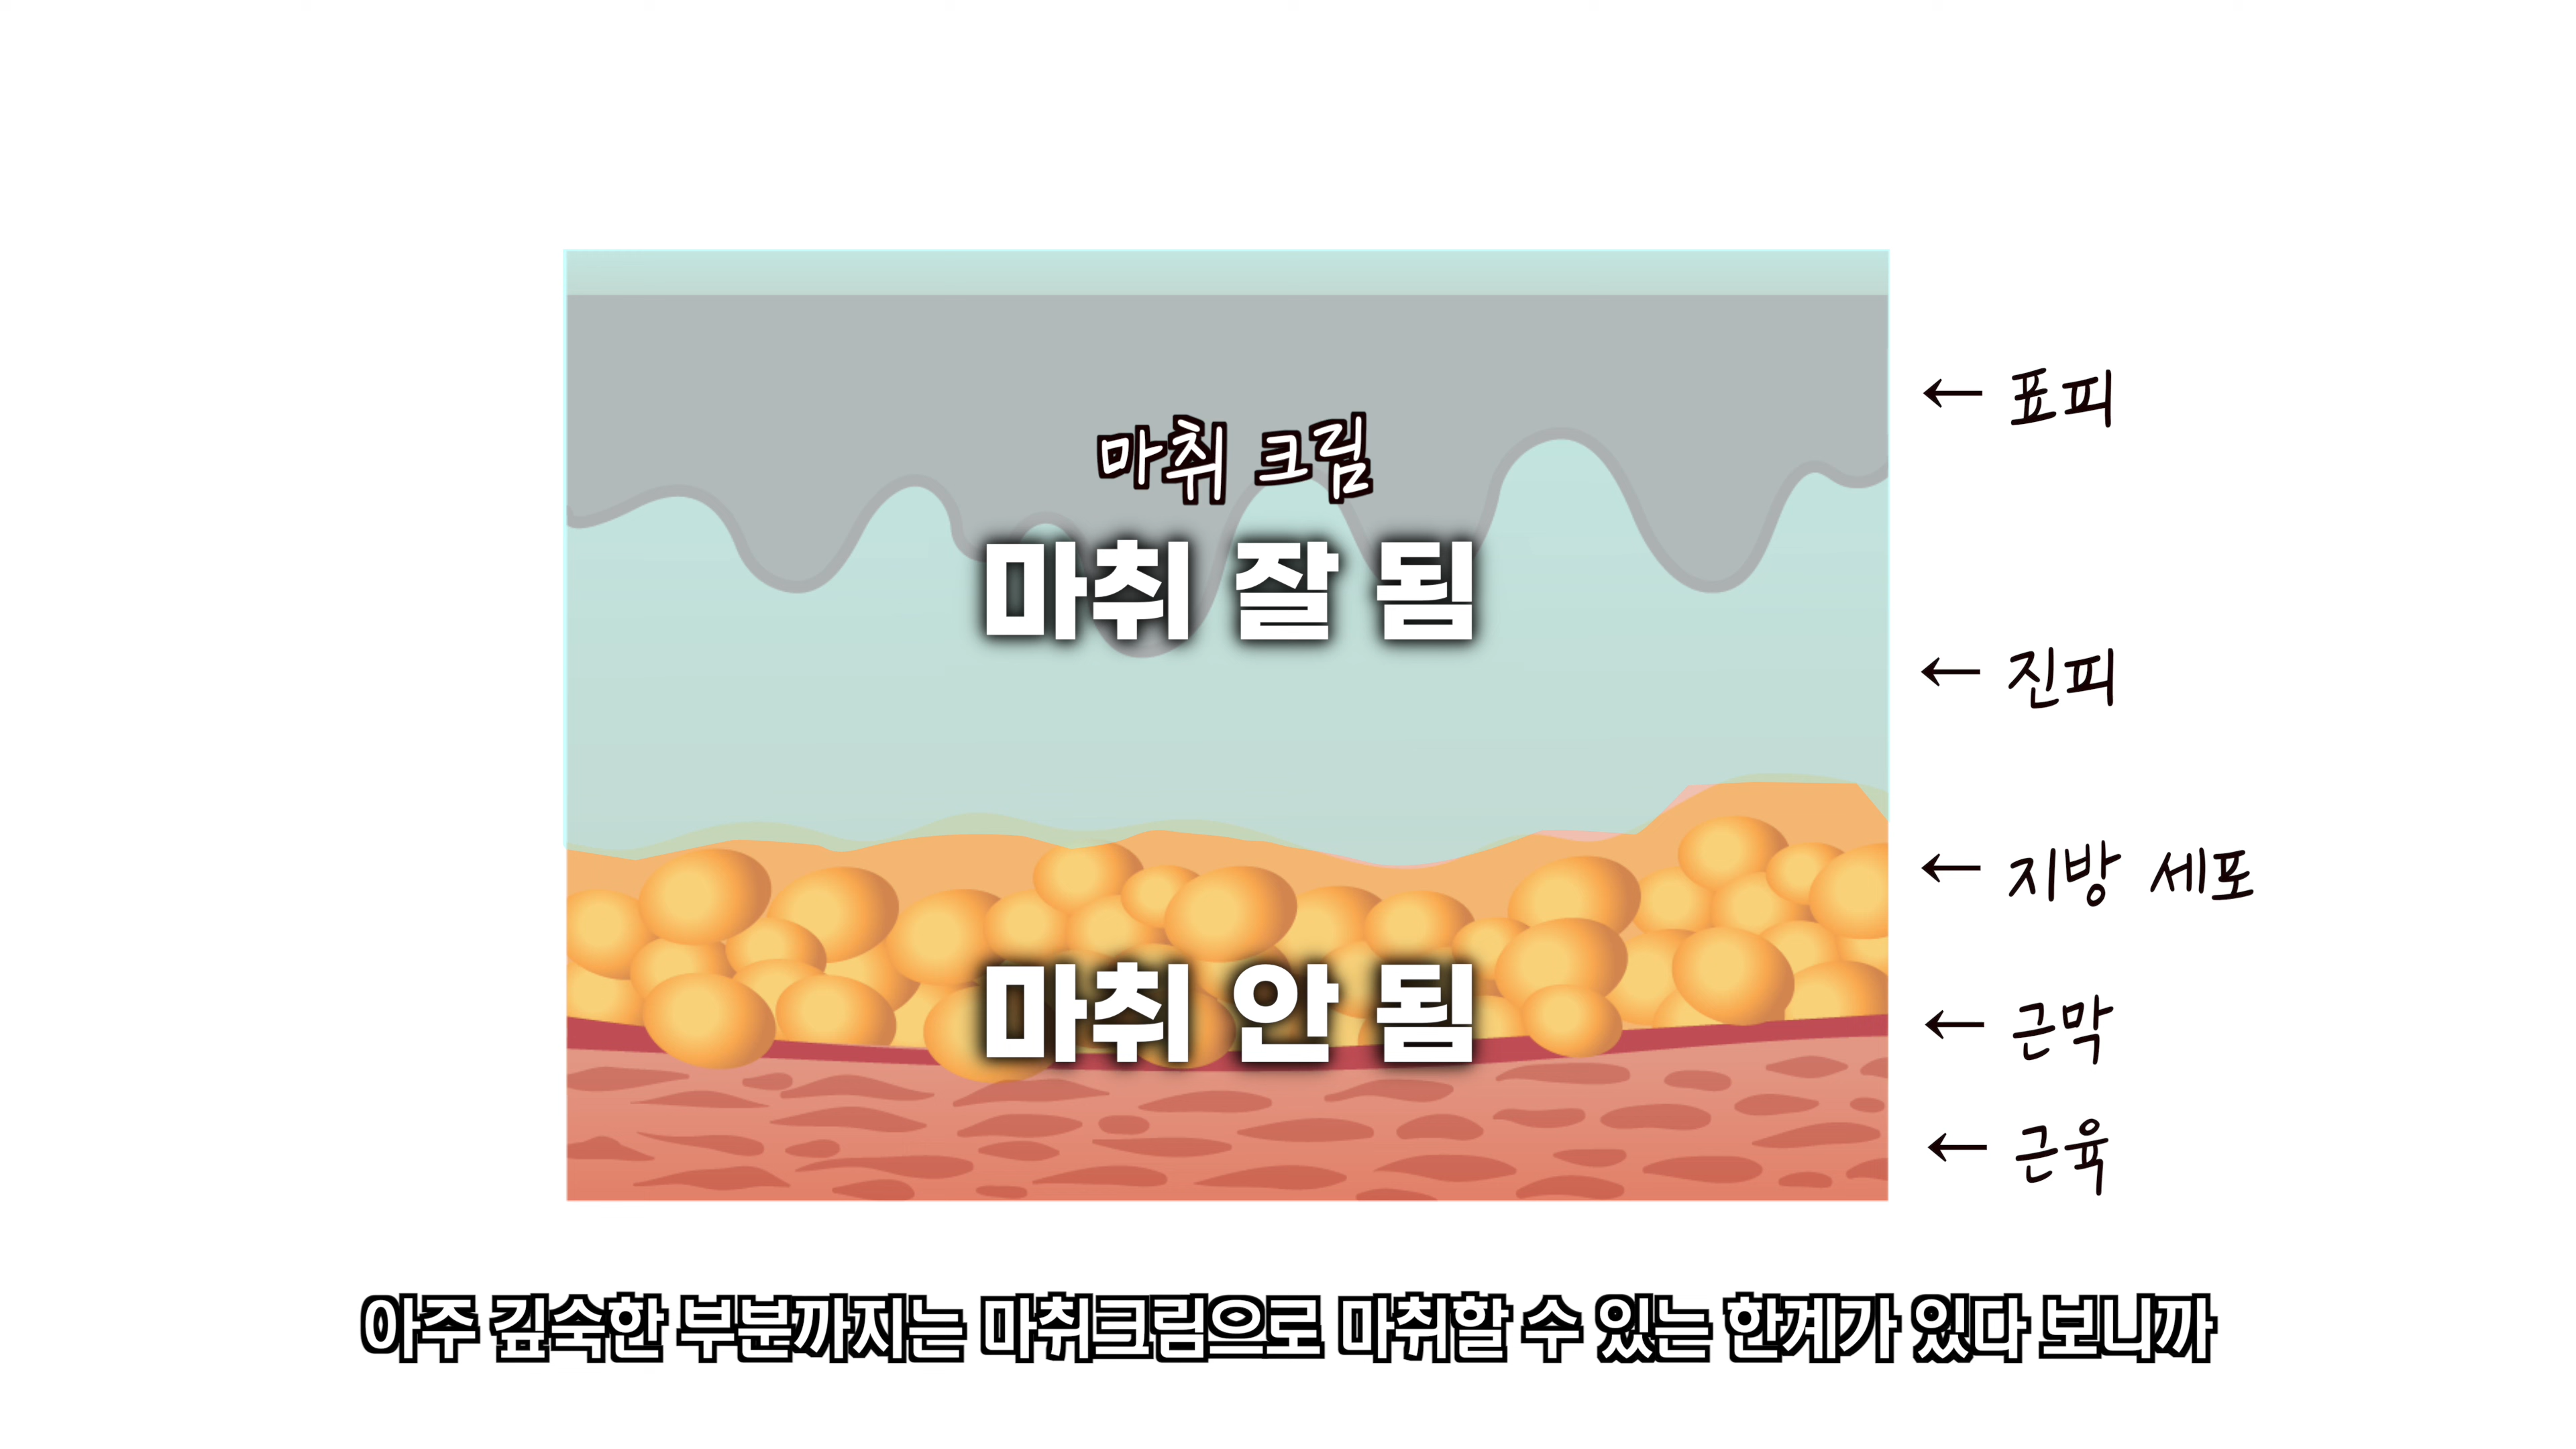 마취 크림
마취 잘 됨
마취 안 됨
← 표피
← 진피
← 지방 세포
← 근막
← 근육
아주 깊숙한 부분까지는 마취크림으로 마취할 수 있는 한계가 있다 보니까